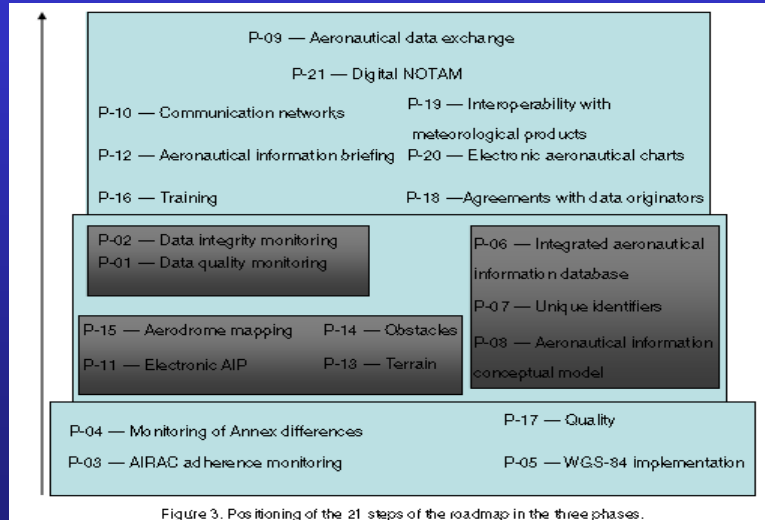 P-09 — Aeronautical data exchange
P-21 — Digital NOTAM
P-10 — Communication networks
P-19 — Interoperability with
meteorological products
P-12 — Aeronautical information briefing
P-20 — Electronic aeronautical charts
P-16 — Training
P-18 —Agreements with data originators
P-02 — Data integrity monitoring
P-01 — Data quality monitoring
P-06 — Integrated aeronautical
information database
P-07 — Unique identifiers
P-08 — Aeronautical information
conceptual model
P-15 — Aerodrome mapping
P-14 — Obstacles
P-11 — Electronic AIP
P-13 — Terrain
P-04 — Monitoring of Annex differences
P-17 — Quality
P-03 — AIRAC adherence monitoring
P-05 — WGS-84 implementation
Figure 3. Positioning of the 21 steps of the roadmap in the three phases.